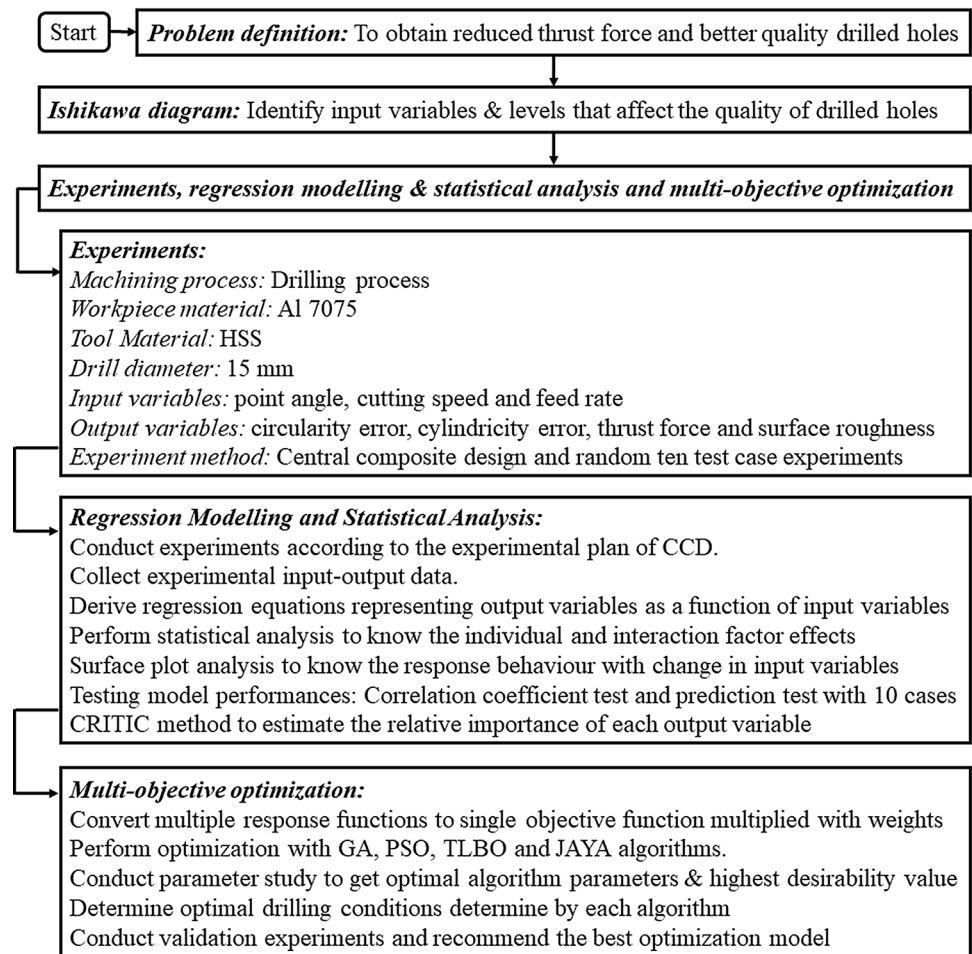 Start
Problem definition: To obtain reduced thrust force and better quality drilled holes
Ishikawa diagram: Identify input variables & levels that affect the quality of drilled holes
Experiments, regression modelling & statistical analysis and multi-objective optimization
Experiments:
Machining process: Drilling process
Workpiece material: Al 7075
Tool Material: HSS
Drill diameter: 15 mm
Input variables: point angle, cutting speed and feed rate
Output variables: circularity error, cylindricity error, thrust force and surface roughness
Experiment method: Central composite design and random ten test case experiments
Regression Modelling and Statistical Analysis:
Conduct experiments according to the experimental plan of CCD.
Collect experimental input-output data.
Derive regression equations representing output variables as a function of input variables
Perform statistical analysis to know the individual and interaction factor effects
Surface plot analysis to know the response behaviour with change in input variables
Testing model performances: Correlation coefficient test and prediction test with 10 cases
CRITIC method to estimate the relative importance of each output variable
Multi-objective optimization:
Convert multiple response functions to single objective function multiplied with weights
Perform optimization with GA, PSO, TLBO and JAYA algorithms.
Conduct parameter study to get optimal algorithm parameters & highest desirability value
Determine optimal drilling conditions determine by each algorithm
Conduct validation experiments and recommend the best optimization model